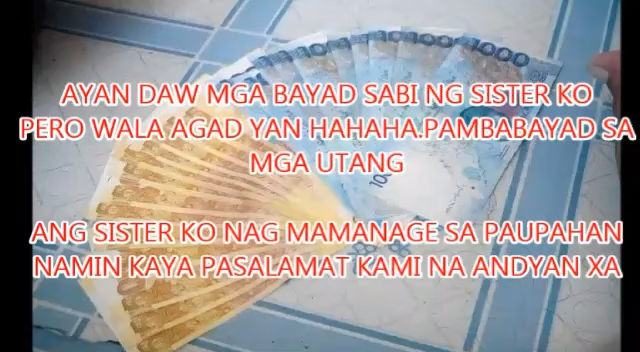 AYAN DAW MGA BAYAD SABI NG SISTER KO
PERO WALA AGAD YAN HAHAHA.PAMBABAYAD SA
MGA UTANG
ANG SISTER KO NAG MAMANAGE SA PAUPAHAN
NAMIN KAYA PASALAMAT KAMI NA ANDYAN XA
1000